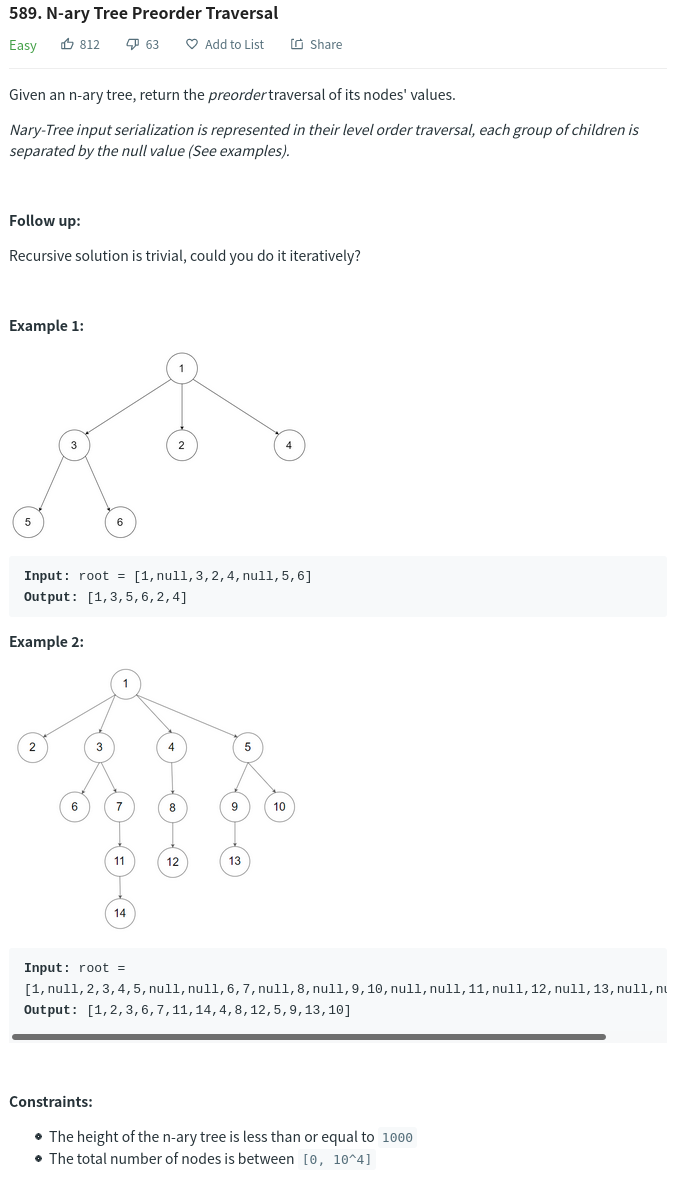 589. N-ary Tree Preorder Traversal
Easy 812 63 Add to List Share
Given an n-ary tree, return the preorder traversal of its nodes' values.
Nary-Tree input serialization is represented in their level order traversal, each group of children is
separated by the null value (See examples).
Follow up:
Recursive solution is trivial, could you do it iteratively?
Example 1:
1
3 2 4
5 6
Input: root = [1,null,3,2,4,null,5,6]
Output: [1,3,5,6,2,4]
Example 2:
1
2 3 4 5
6 7 8 9 10
11 12 13
14
Input: root =
[1,null,2,3,4,5,null,null,6,7,null,8,null,9,10,null,null,11,null,12,null,13,null,nu
Output: [1,2,3,6,7,11,14,4,8,12,5,9,13,10]
Constraints:
The height of the n-ary tree is less than or equal to 1000
The total number of nodes is between [0, 10^4]